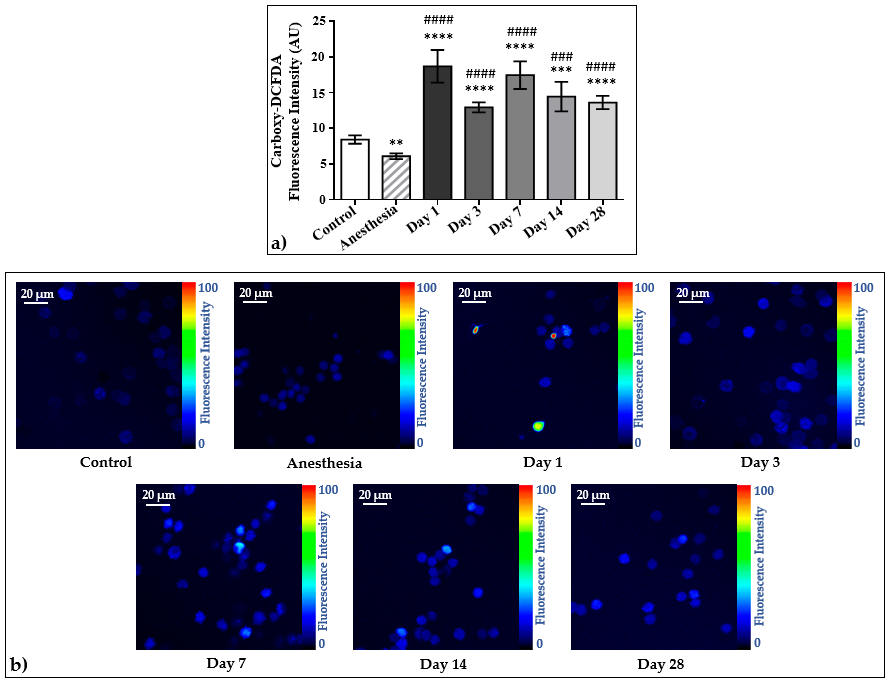 Carboxy-DCFDA
Fluorescence Intensity (AU)
25
20
15
10
5
0
**
####
****
####
****
####
****
###
***
####
****
Control
Anesthesia
Day 1
Day 3
Day 7
Day 14
Day 28
a)
20 μm
100
Fluorescence Intensity
0
Control
20 μm
100
Fluorescence Intensity
0
Anesthesia
20 μm
100
Fluorescence Intensity
0
Day 1
20 μm
100
Fluorescence Intensity
0
Day 3
20 μm
100
Fluorescence Intensity
0
Day 7
20 μm
100
Fluorescence Intensity
0
Day 14
20 μm
100
Fluorescence Intensity
0
Day 28
b)